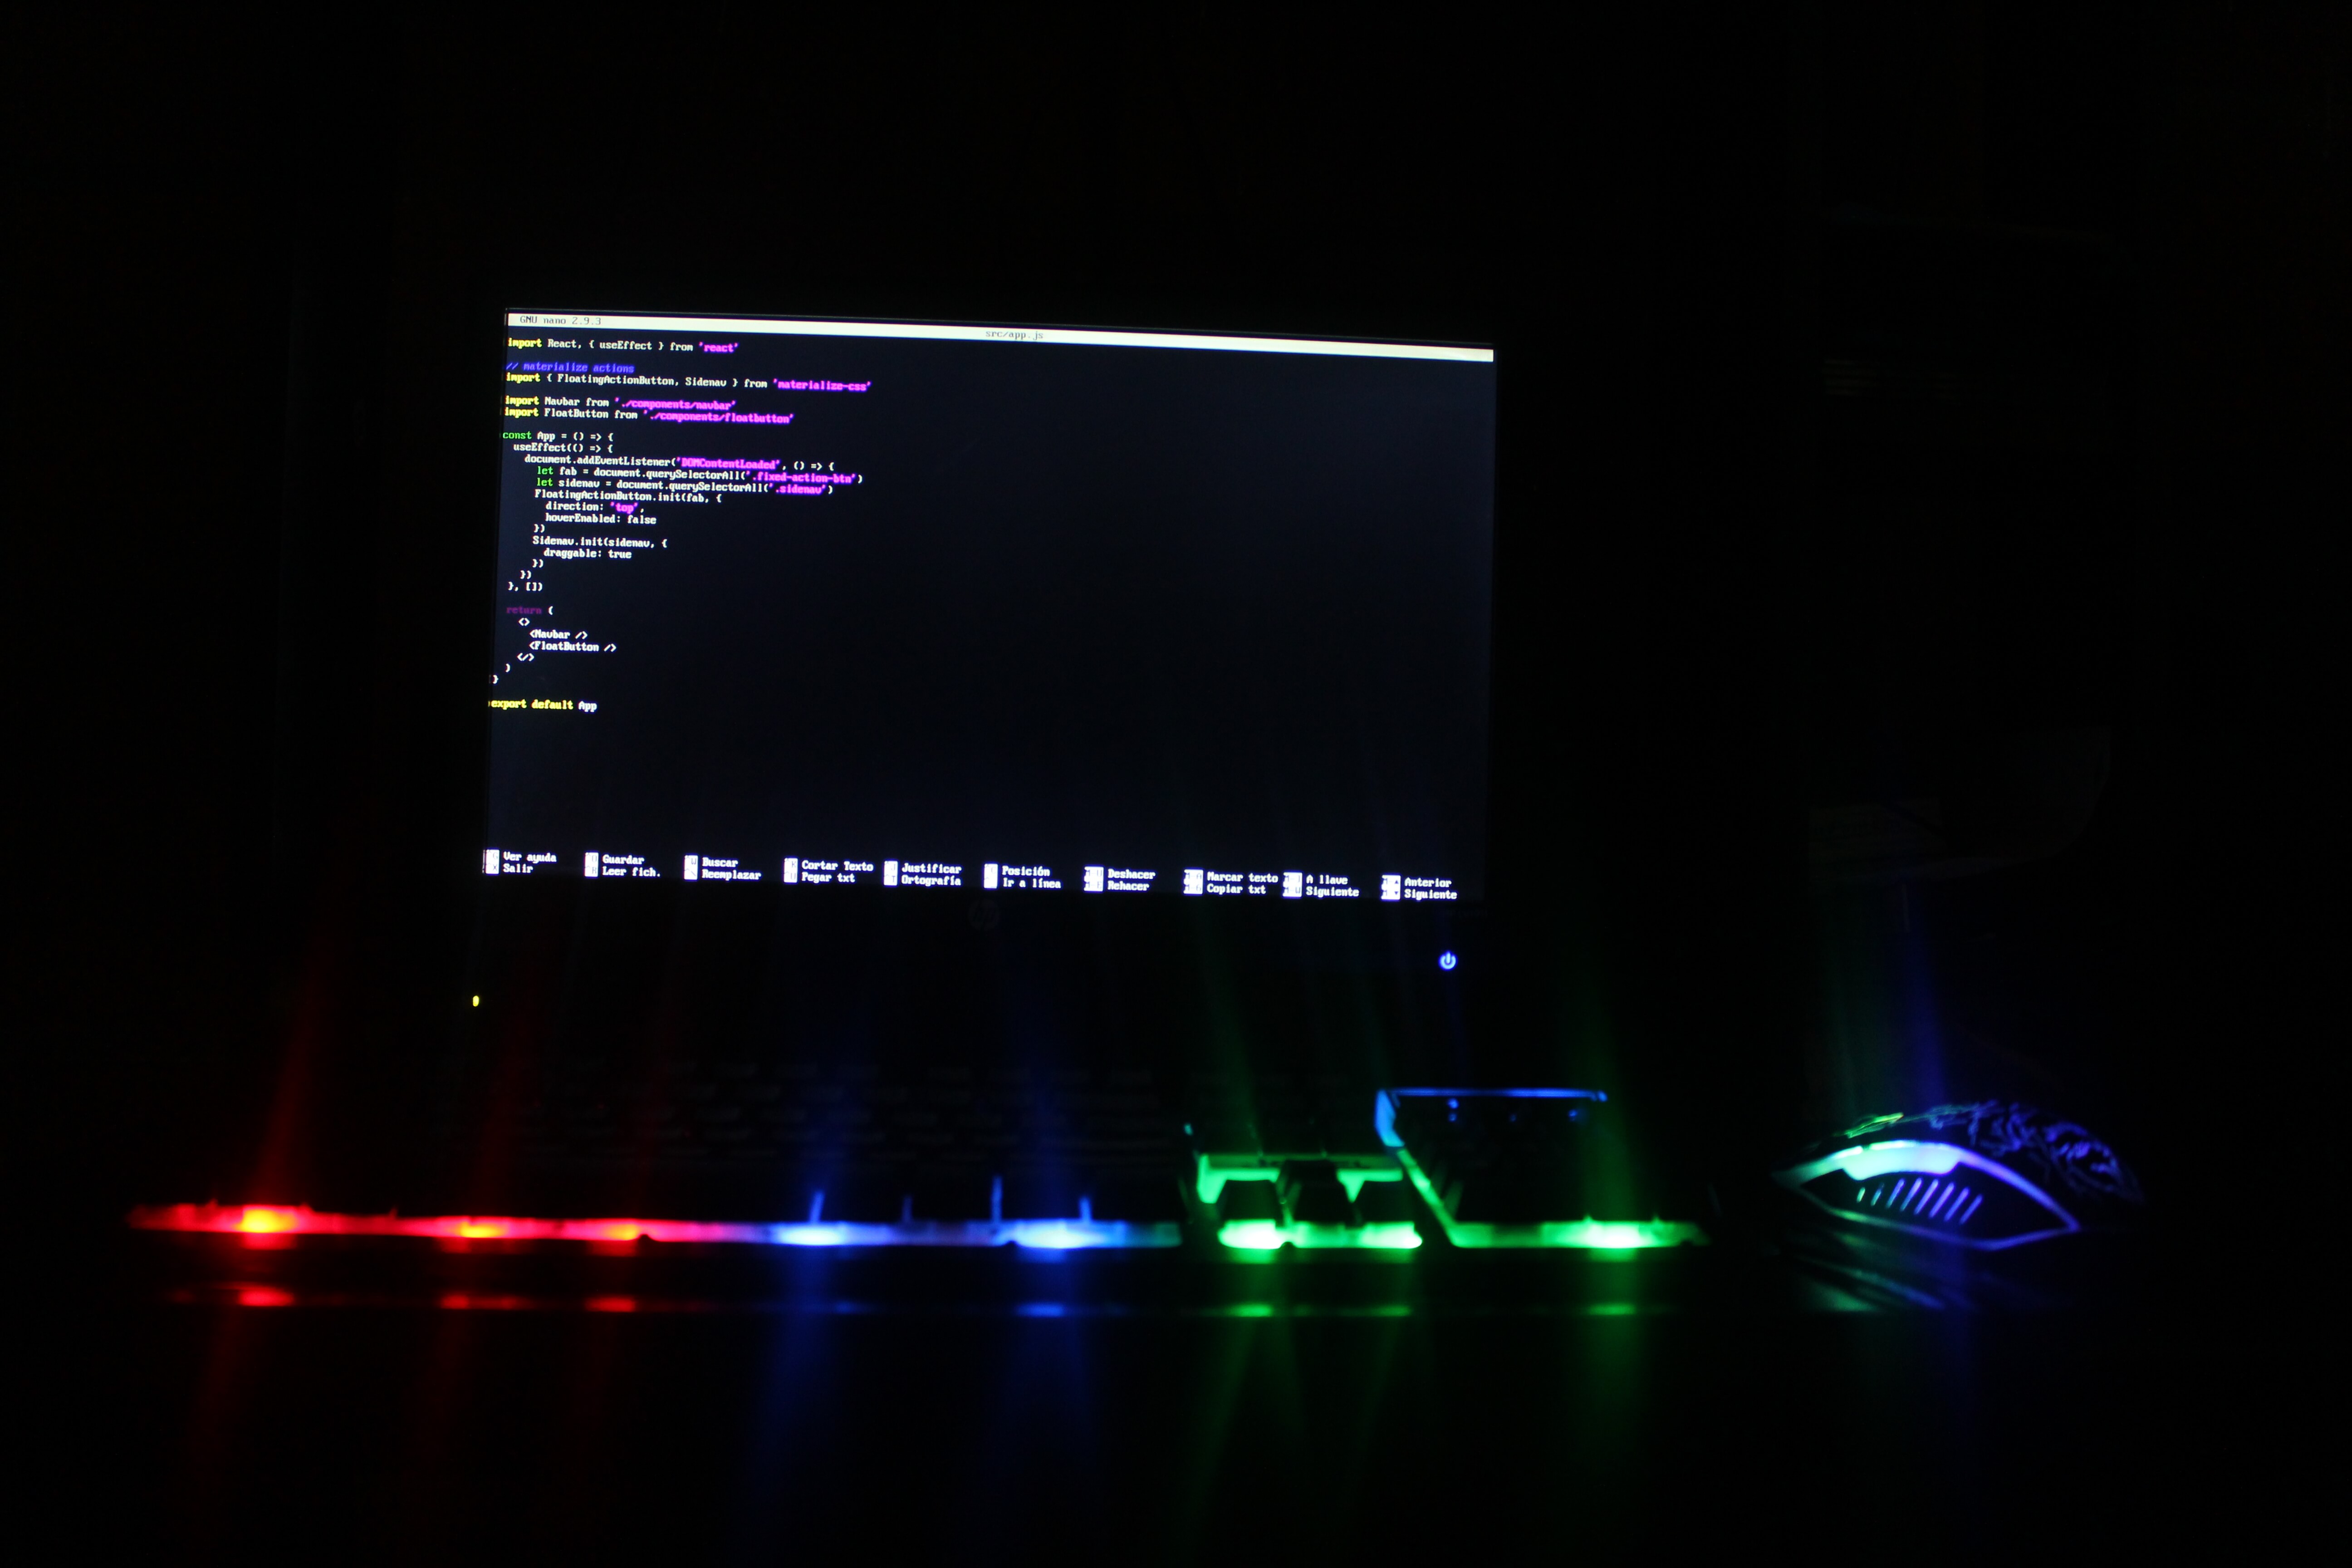 GNU nano 2.9.3 src/app.js
import React, { useEffect } from 'react'
// materialize actions
import { FloatingActionButton, Sidenav } from 'materialize-css'
import Navbar from './components/navbar'
import FloatButton from './components/floatbutton'
const App = () => {
useEffect(() => {
document.addEventListener('DOMContentLoaded', () => {
let fab = document.querySelectorAll('.fixed-action-btn')
let sidenav = document.querySelectorAll('.sidenav')
FloatingActionButton.init(fab, {
direction: 'top',
hoverEnabled: false
})
Sidenav.init(sidenav, {
draggable: true
})
})
}, [])
return (
<>
<Navbar />
<FloatButton />
</>
)
}
export default App
Ver ayuda Guardar Buscar Cortar Texto Justificar Posición Deshacer Marcar texto A llave Anterior
Salir Leer fich. Reemplazar Pegar txt Ortografía Ir a línea Rehacer Copiar txt Siguiente Siguiente
hp